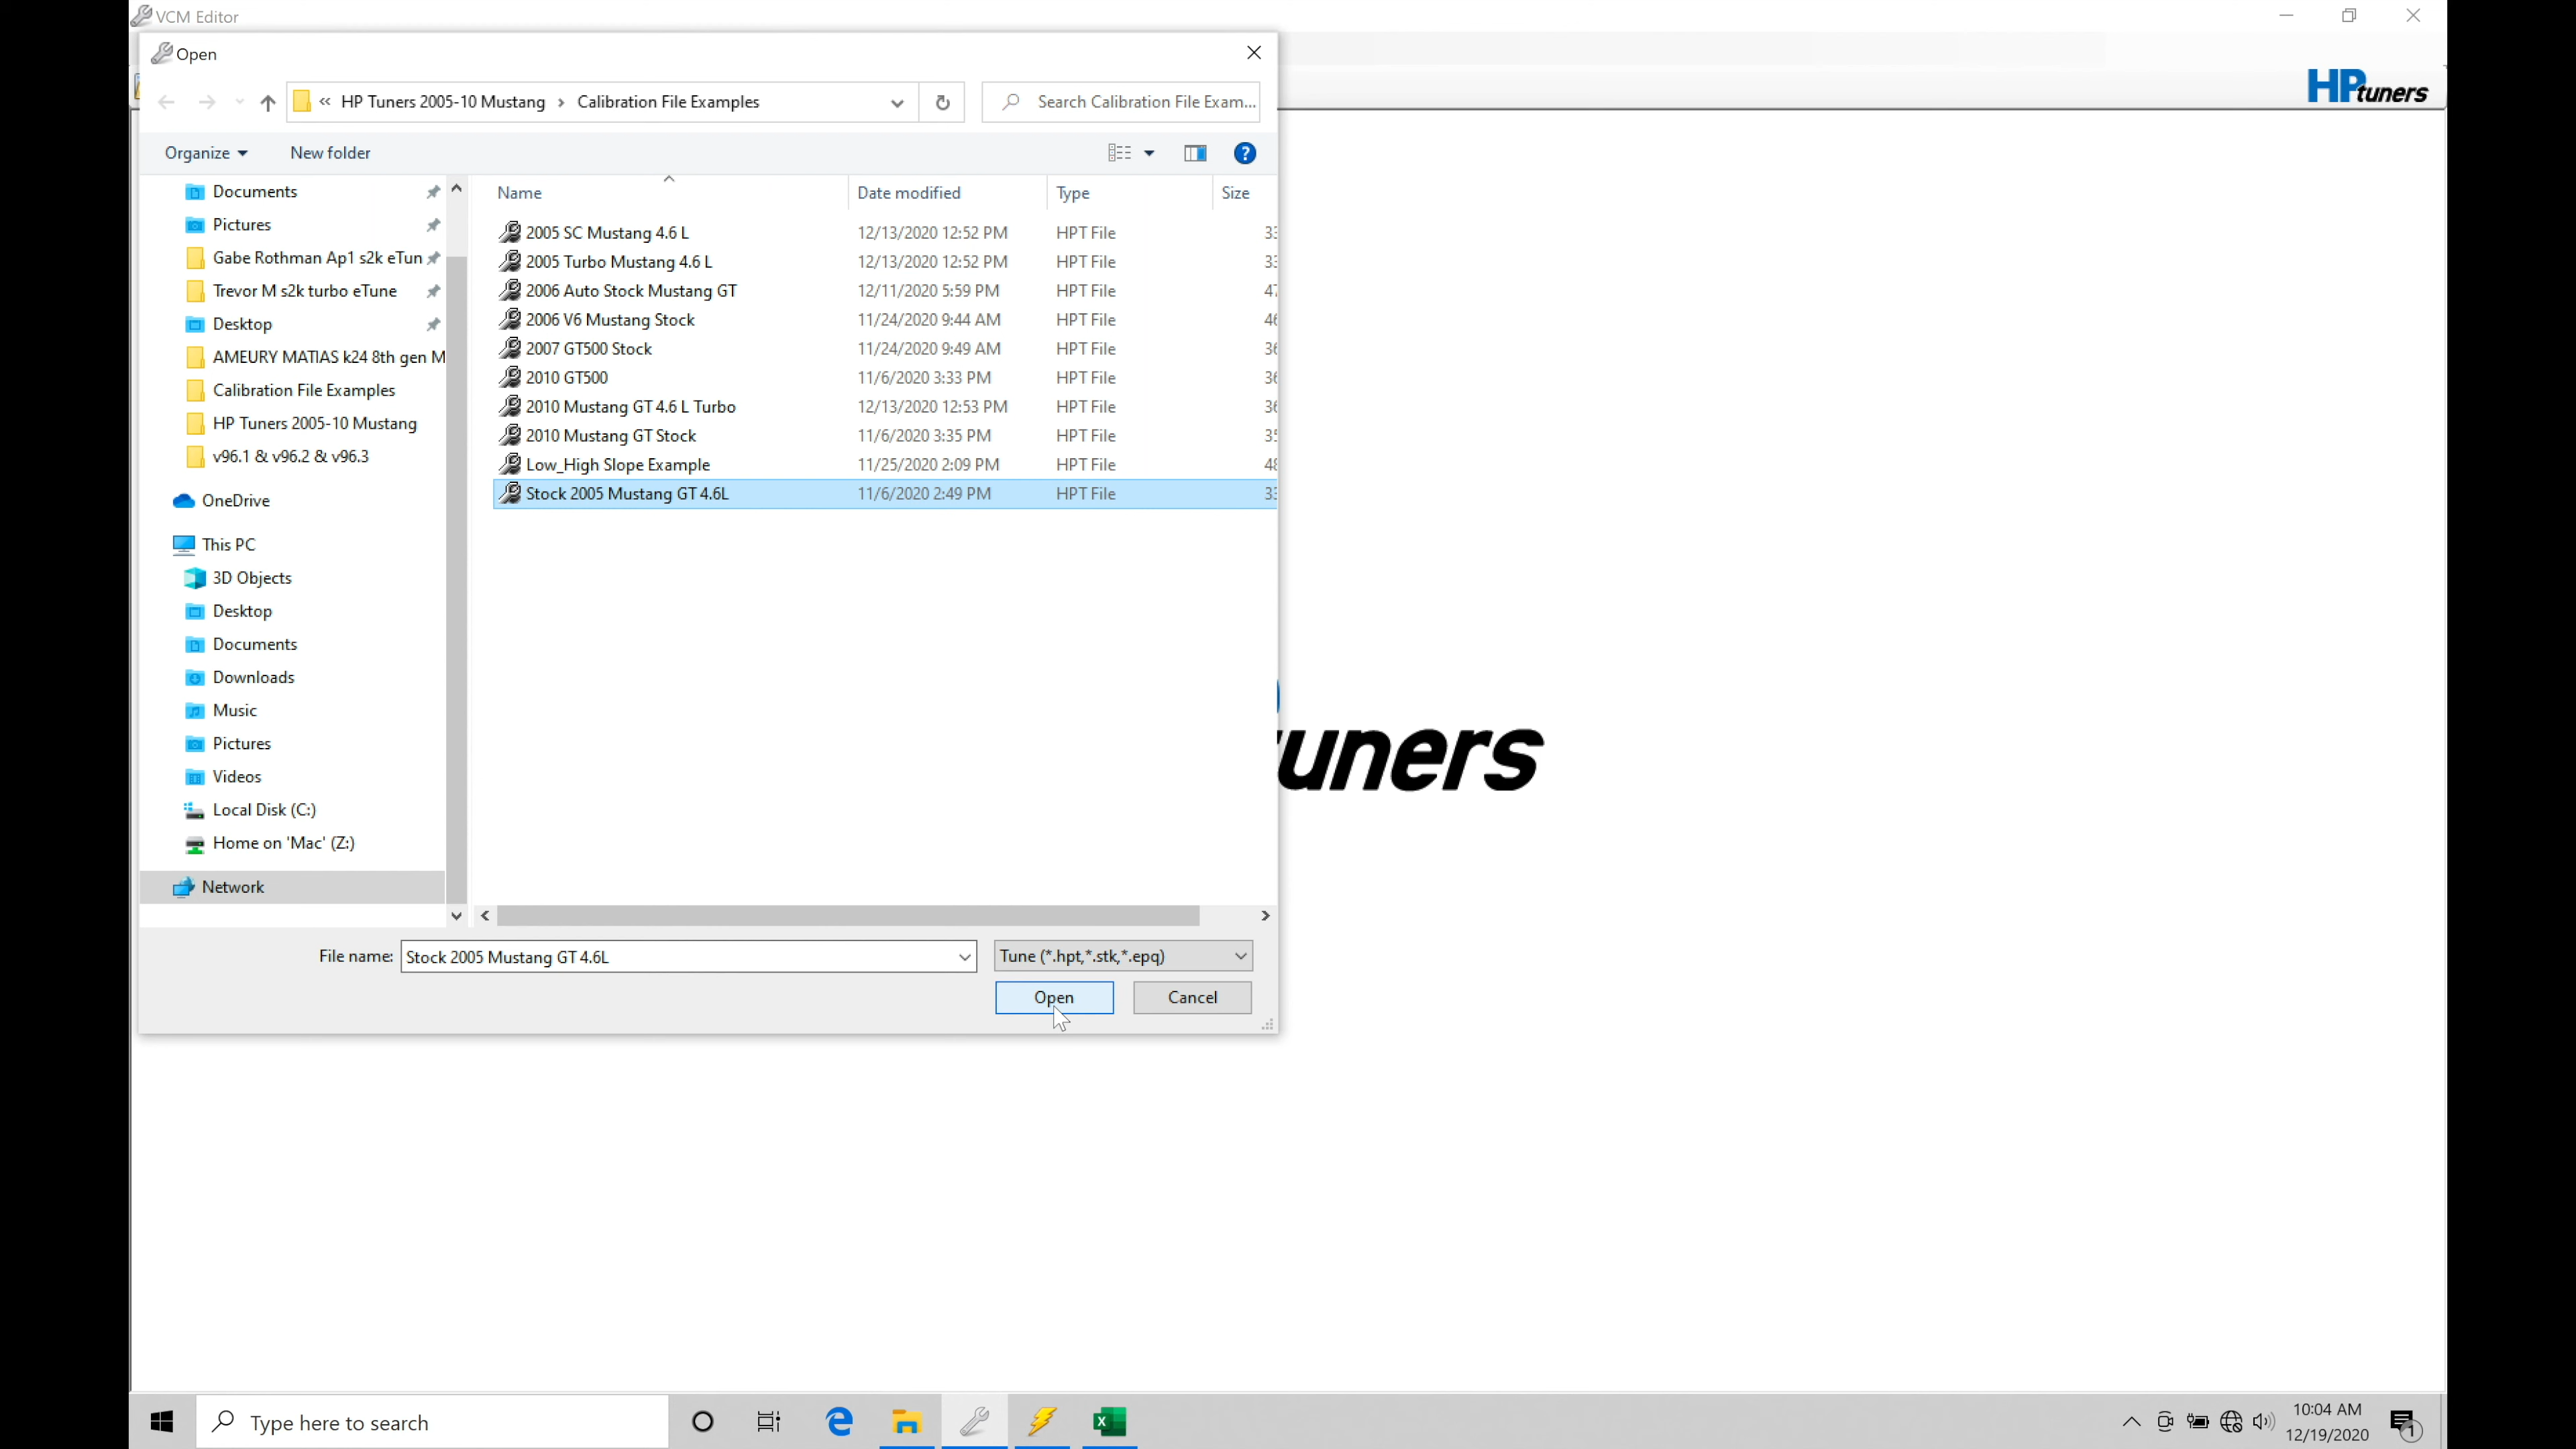 VCM Editor
Open
HPtuners
« HP Tuners 2005-10 Mustang › Calibration File Examples
Search Calibration File Exam...
Organize
New folder
Name
Date modified
Type
Size
Documents
Pictures
Gabe Rothman Ap1 s2k eTun
Trevor M s2k turbo eTune
Desktop
AMEURY MATIAS k24 8th gen M
Calibration File Examples
HP Tuners 2005-10 Mustang
v96.1 & v96.2 & v96.3
OneDrive
This PC
3D Objects
Desktop
Documents
Downloads
Music
Pictures
Videos
Local Disk (C:)
Home on 'Mac' (Z:)
Network
2005 SC Mustang 4.6 L 12/13/2020 12:52 PM HPT File
2005 Turbo Mustang 4.6 L 12/13/2020 12:52 PM HPT File
2006 Auto Stock Mustang GT 12/11/2020 5:59 PM HPT File
2006 V6 Mustang Stock 11/24/2020 9:44 AM HPT File
2007 GT500 Stock 11/24/2020 9:49 AM HPT File
2010 GT500 11/6/2020 3:33 PM HPT File
2010 Mustang GT 4.6 L Turbo 12/13/2020 12:53 PM HPT File
2010 Mustang GT Stock 11/6/2020 3:35 PM HPT File
Low_High Slope Example 11/25/2020 2:09 PM HPT File
Stock 2005 Mustang GT 4.6L 11/6/2020 2:49 PM HPT File
uners
File name: Stock 2005 Mustang GT 4.6L
Tune (*.hpt,*.stk,*.epq)
Open
Cancel
Type here to search
10:04 AM
12/19/2020
1